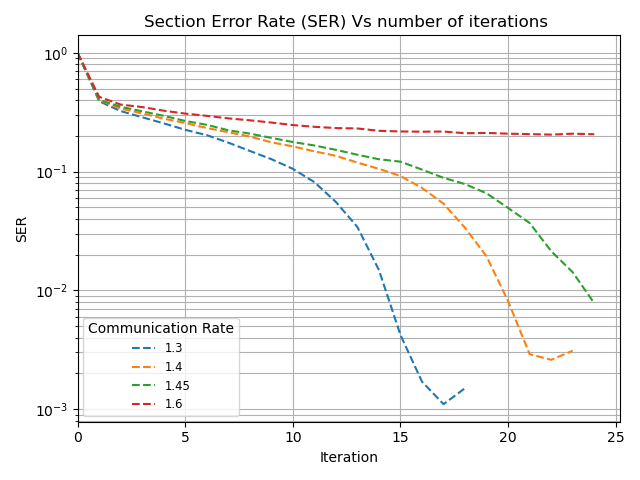 Section Error Rate (SER) Vs number of iterations
10⁰
10⁻¹
10⁻²
10⁻³
SER
Communication Rate
1.3
1.4
1.45
1.6
0 5 10 15 20 25
Iteration